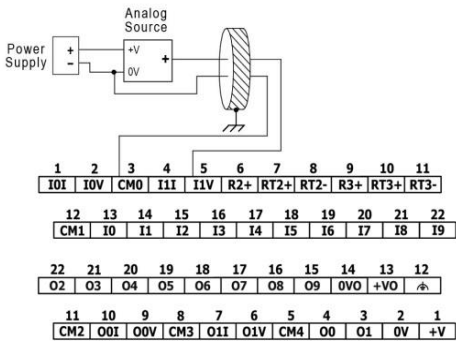 Analog
Source
Power
Supply
+
-
+V
0V
+
1 2 3 4 5 6 7 8 9 10 11
I0I I0V CM0 I1I I1V R2+ RT2+ RT2- R3+ RT3+ RT3-
12 13 14 15 16 17 18 19 20 21 22
CM1 I0 I1 I2 I3 I4 I5 I6 I7 I8 I9
22 21 20 19 18 17 16 15 14 13 12
O2 O3 O4 O5 O6 O7 O8 O9 0VO +VO
11 10 9 8 7 6 5 4 3 2 1
CM2 O0I O0V CM3 O1I O1V CM4 O0 O1 0V +V